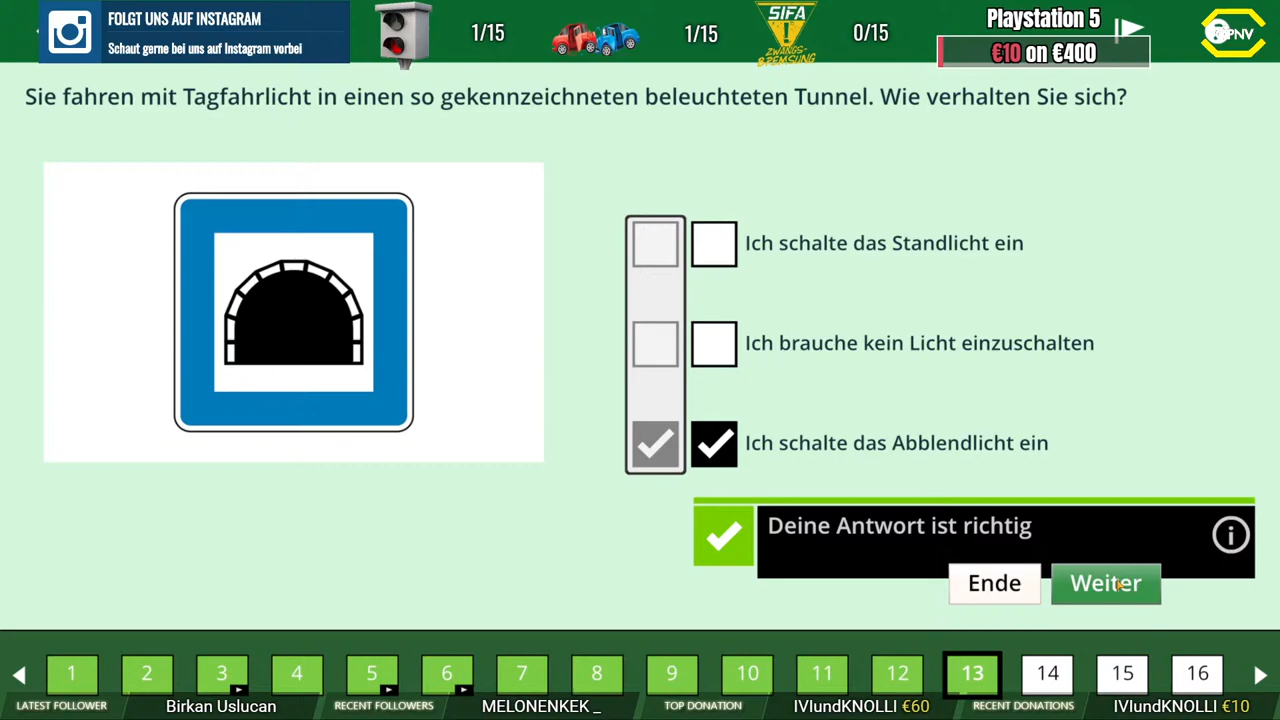 FOLGT UNS AUF INSTAGRAM
Schaut gerne bei uns auf Instagram vorbei
1/15
1/15
SIFA
ZWANGS-
BREMSUNG
0/15
Playstation 5
€10 on €400
Sie fahren mit Tagfahrlicht in einen so gekennzeichneten beleuchteten Tunnel. Wie verhalten Sie sich?
Ich schalte das Standlicht ein
Ich brauche kein Licht einzuschalten
Ich schalte das Abblendlicht ein
Deine Antwort ist richtig
Ende
Weiter
1 2 3 4 5 6 7 8 9 10 11 12 13 14 15 16
LATEST FOLLOWER Birkan Uslucan RECENT FOLLOWERS MELONENKEK_ TOP DONATION IVIundKNOLLI €60 RECENT DONATIONS IVIundKNOLLI €10